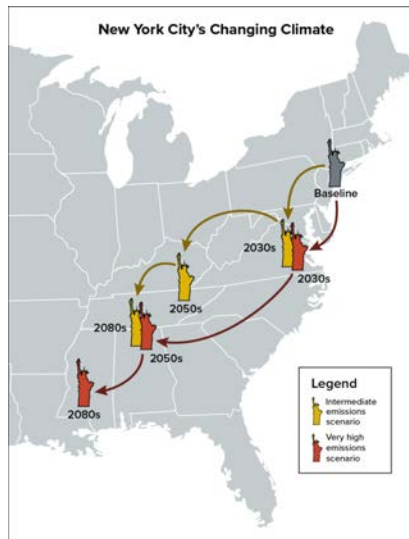 New York City's Changing Climate
Baseline
2030s
2030s
2050s
2080s
2050s
2080s
Legend
Intermediate
emissions
scenario
Very high
emissions
scenario